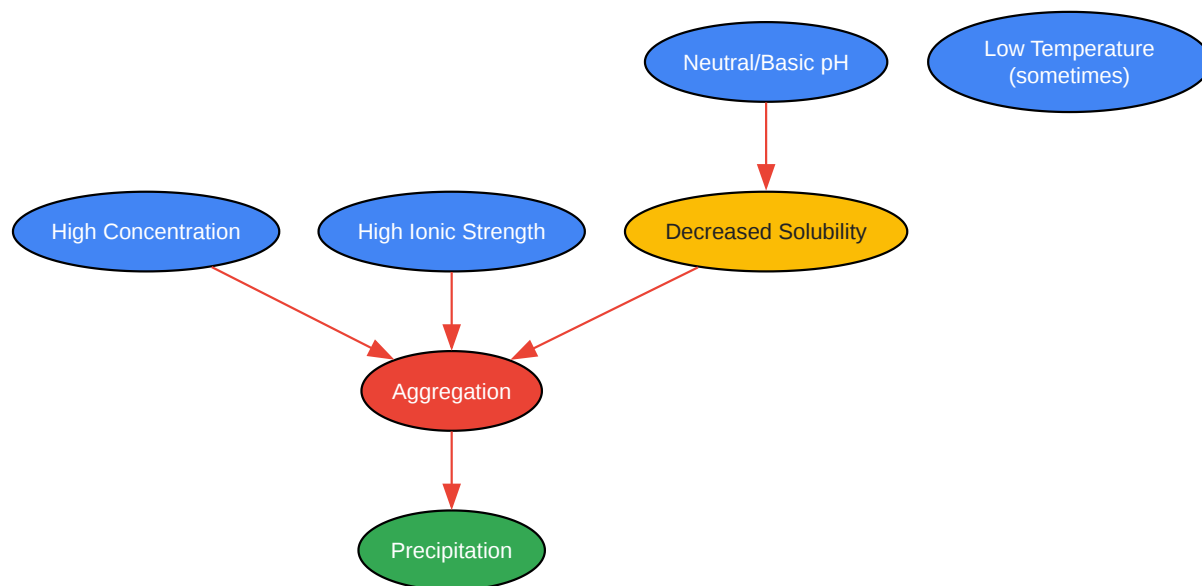 Neutral/Basic pH
Low Temperature
(sometimes)
High Concentration
High Ionic Strength
Decreased Solubility
Aggregation
Precipitation